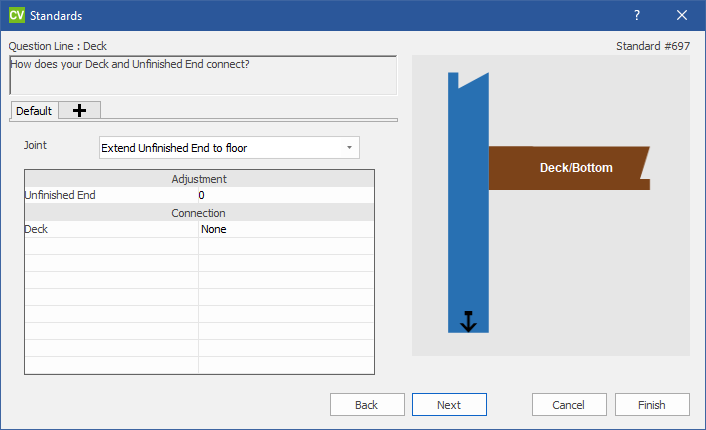 CV Standards ?
Question Line : Deck
Standard #697
How does your Deck and Unfinished End connect?
Default
Joint
Extend Unfinished End to floor
Adjustment
Unfinished End 0
Connection
Deck None
Deck/Bottom
Back Next Cancel Finish